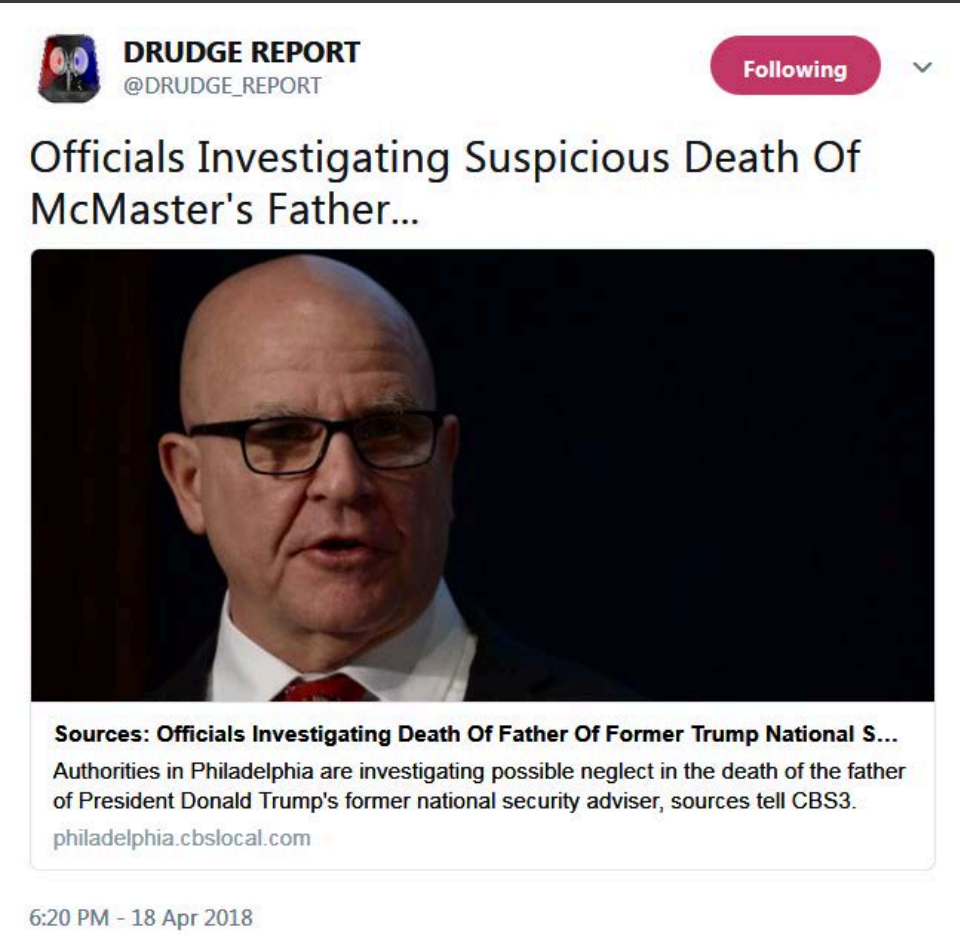 DRUDGE REPORT
@DRUDGE_REPORT
Following
Officials Investigating Suspicious Death Of
McMaster's Father...
Sources: Officials Investigating Death Of Father Of Former Trump National S...
Authorities in Philadelphia are investigating possible neglect in the death of the father
of President Donald Trump's former national security adviser, sources tell CBS3.
philadelphia.cbslocal.com
6:20 PM - 18 Apr 2018